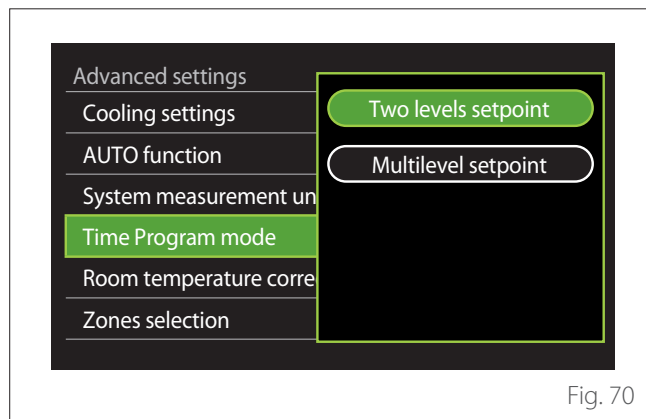 Advanced settings
Cooling settings
AUTO function
System measurement un
Time Program mode
Room temperature corre
Zones selection
Two levels setpoint
Multilevel setpoint
Fig. 70